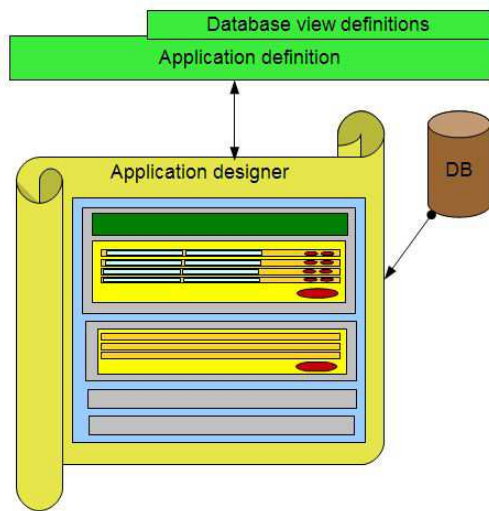 Database view definitions
Application definition
Application designer
DB